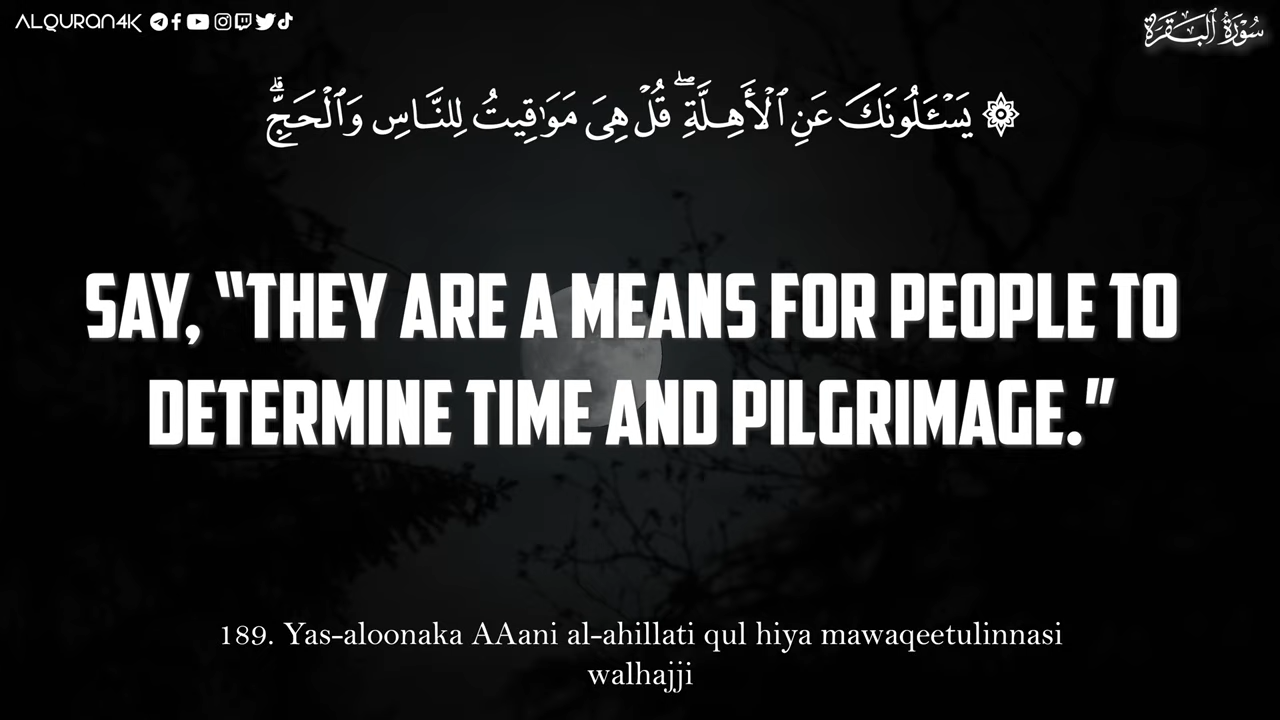 ALQURAN4K
سُورَةُ ٱلْبَقَرَةِ
۞ يَسْـَٔلُونَكَ عَنِ ٱلْأَهِلَّةِ ۖ قُلْ هِىَ مَوَٰقِيتُ لِلنَّاسِ وَٱلْحَجِّ ۗ
SAY, “THEY ARE A MEANS FOR PEOPLE TO
DETERMINE TIME AND PILGRIMAGE.”
189. Yas-aloonaka AAani al-ahillati qul hiya mawaqeetulinnasi
walhajji